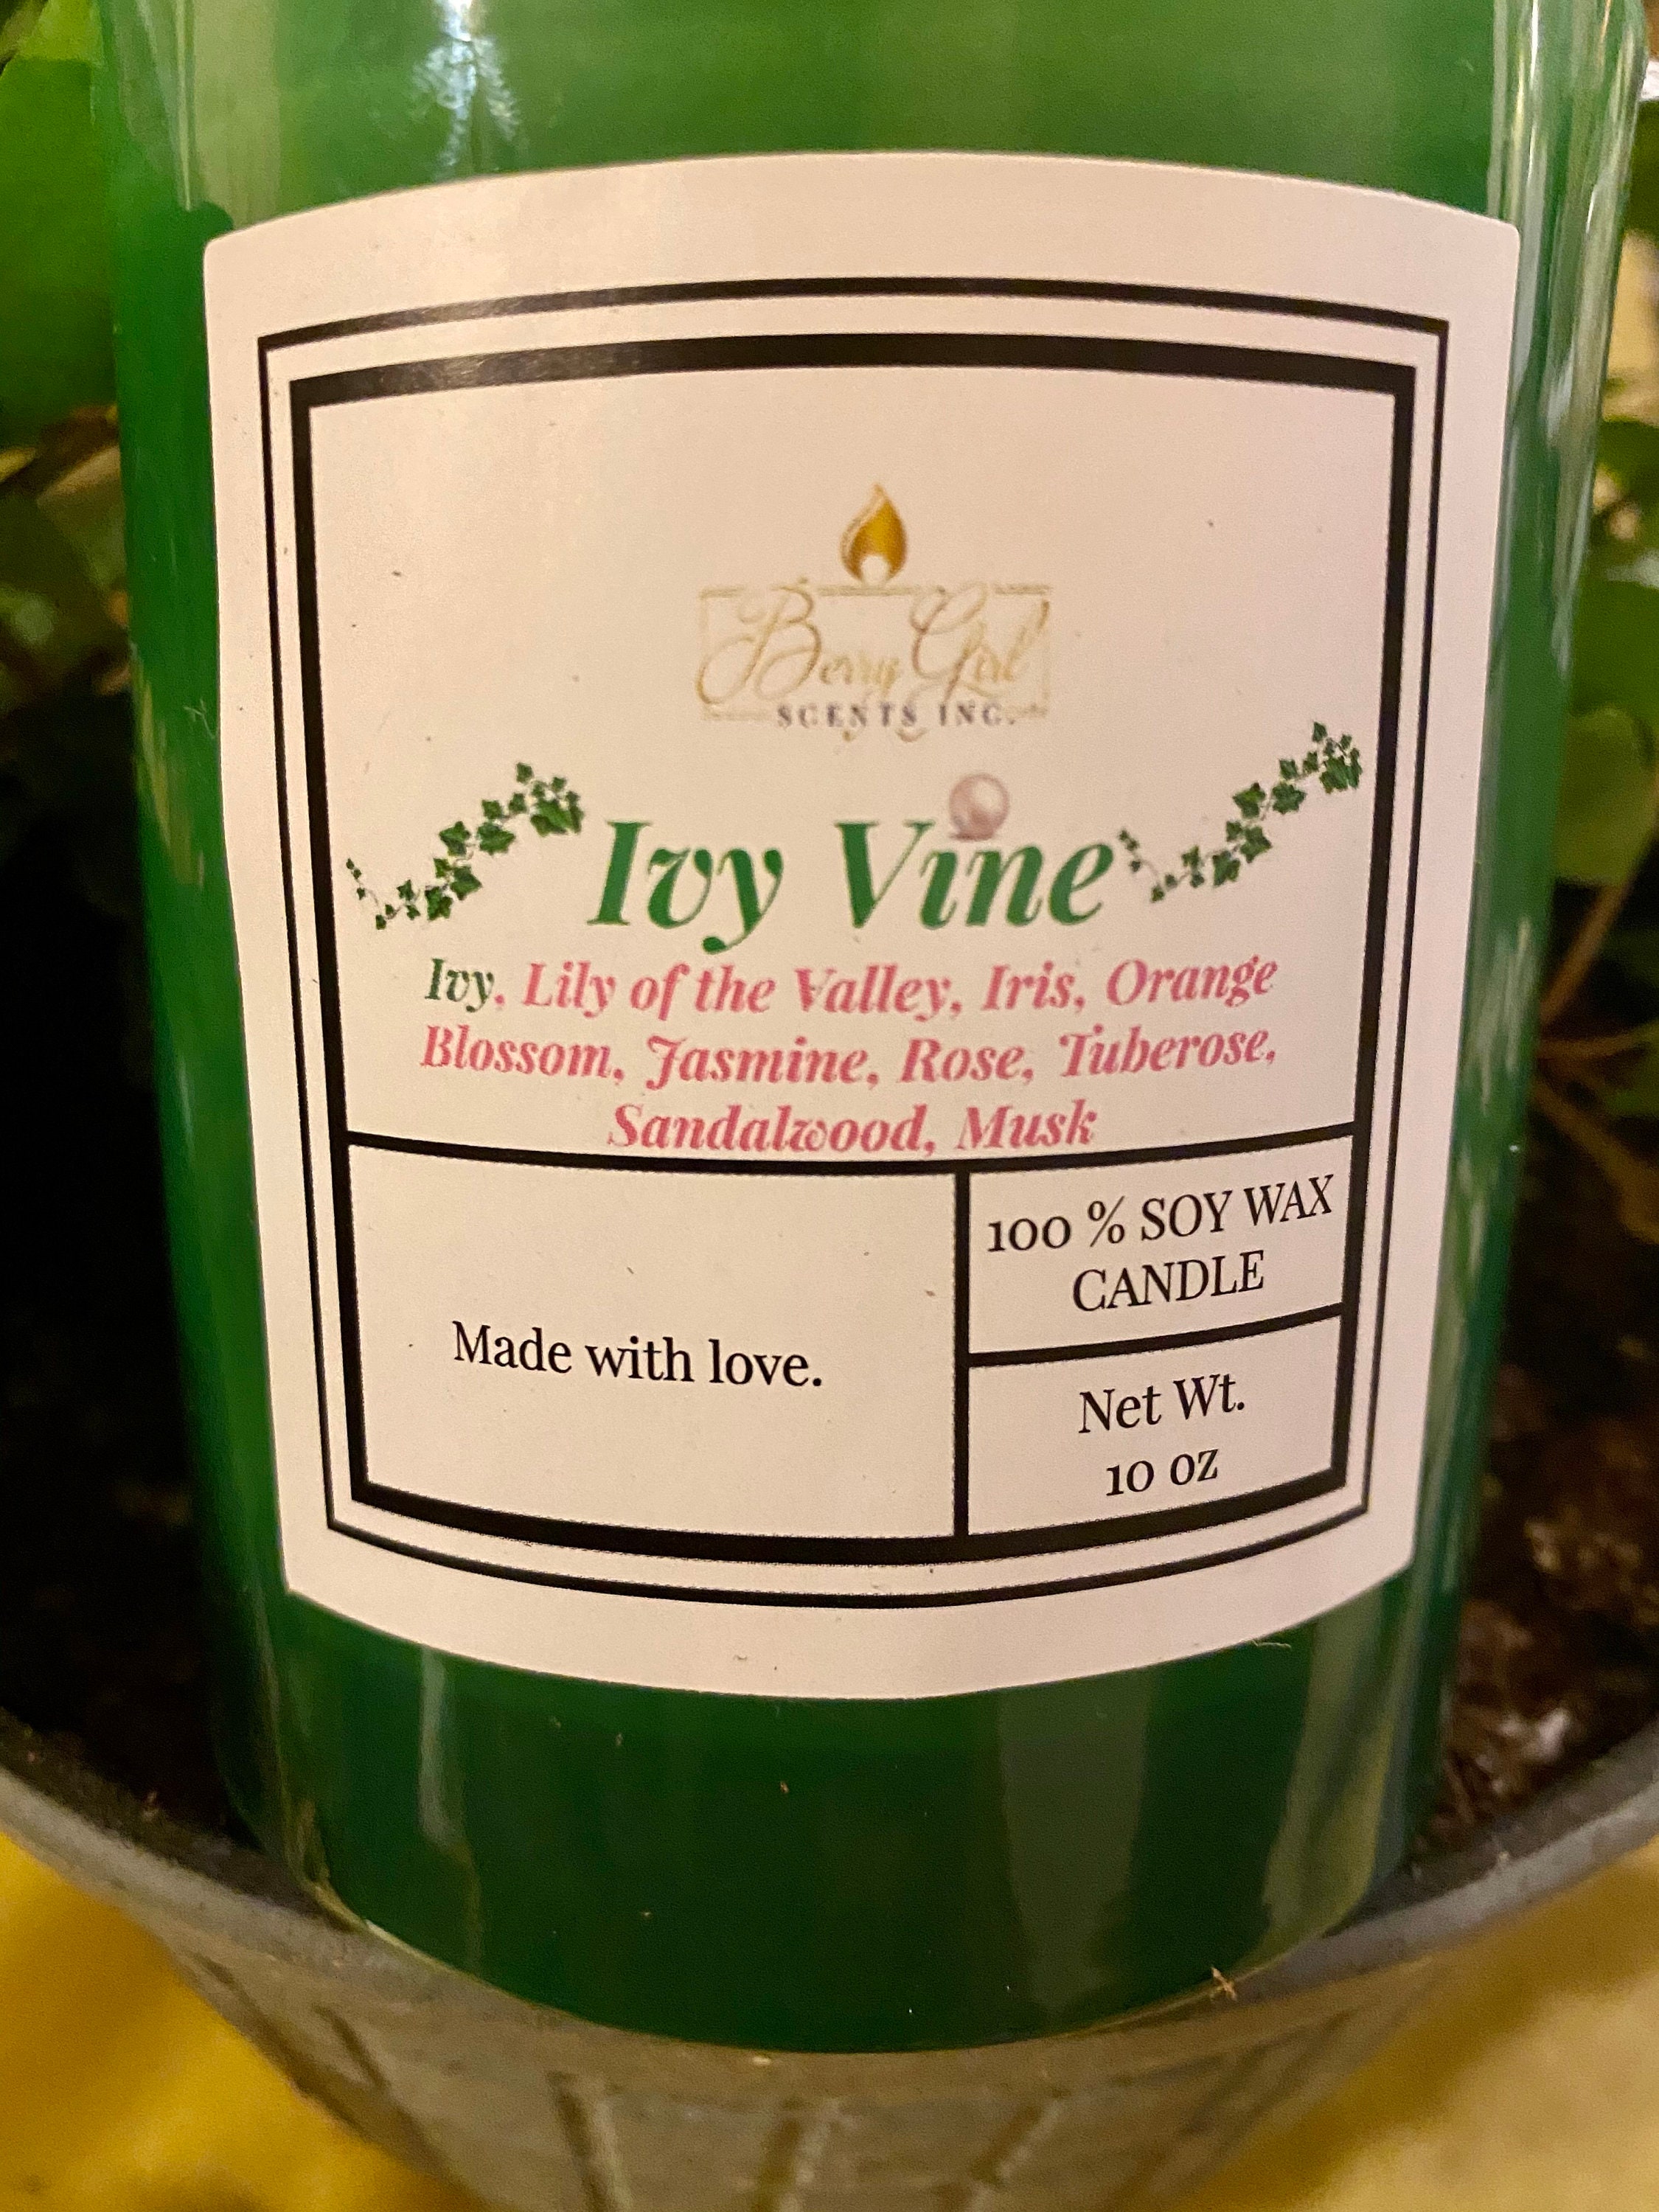 Berry Girl
SCENTS INC.
Ivy Vine
Ivy, Lily of the Valley, Iris, Orange
Blossom, Jasmine, Rose, Tuberose,
Sandalwood, Musk
Made with love.
100 % SOY WAX
CANDLE
Net Wt.
10 oz